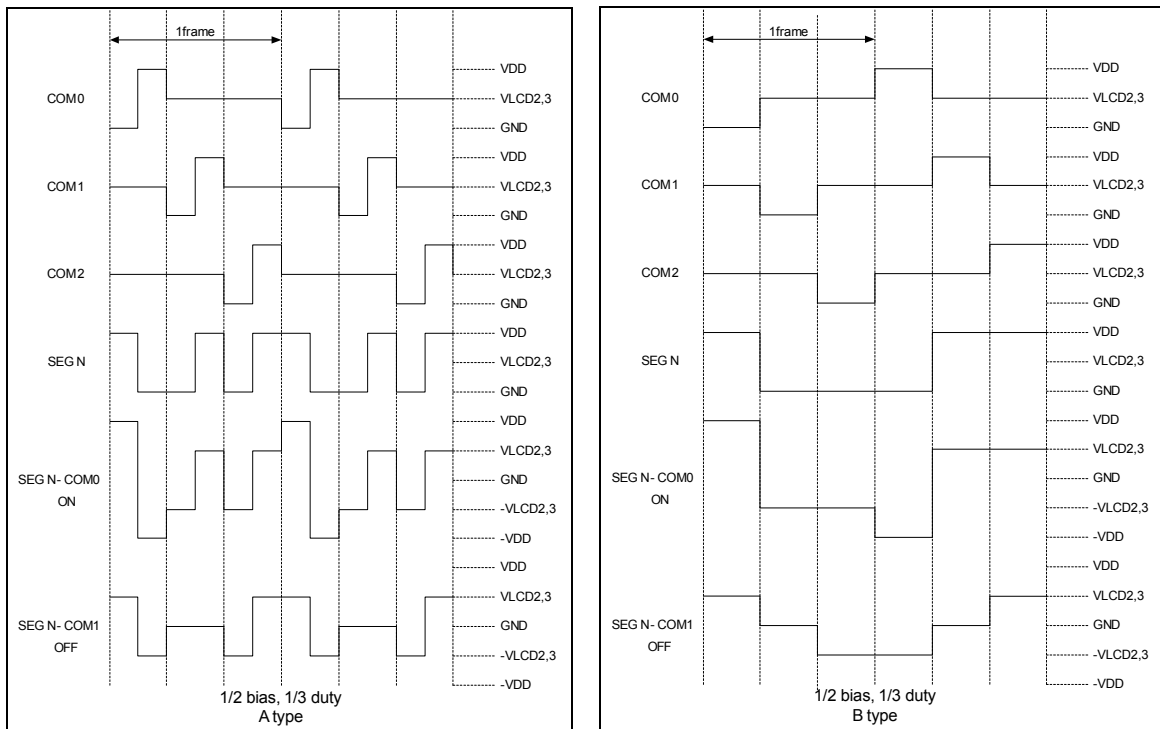 1frame
COM0
VDD
VLCD2,3
GND
COM1
VDD
VLCD2,3
GND
COM2
VDD
VLCD2,3
GND
SEG N
VDD
VLCD2,3
GND
SEG N- COM0
ON
VDD
VLCD2,3
GND
-VLCD2,3
-VDD
SEG N- COM1
OFF
VDD
VLCD2,3
GND
-VLCD2,3
-VDD
1/2 bias, 1/3 duty
A type
1frame
COM0
VDD
VLCD2,3
GND
COM1
VDD
VLCD2,3
GND
COM2
VDD
VLCD2,3
GND
SEG N
VDD
VLCD2,3
GND
SEG N- COM0
ON
VDD
VLCD2,3
GND
-VLCD2,3
-VDD
SEG N- COM1
OFF
VDD
VLCD2,3
GND
-VLCD2,3
-VDD
1/2 bias, 1/3 duty
B type